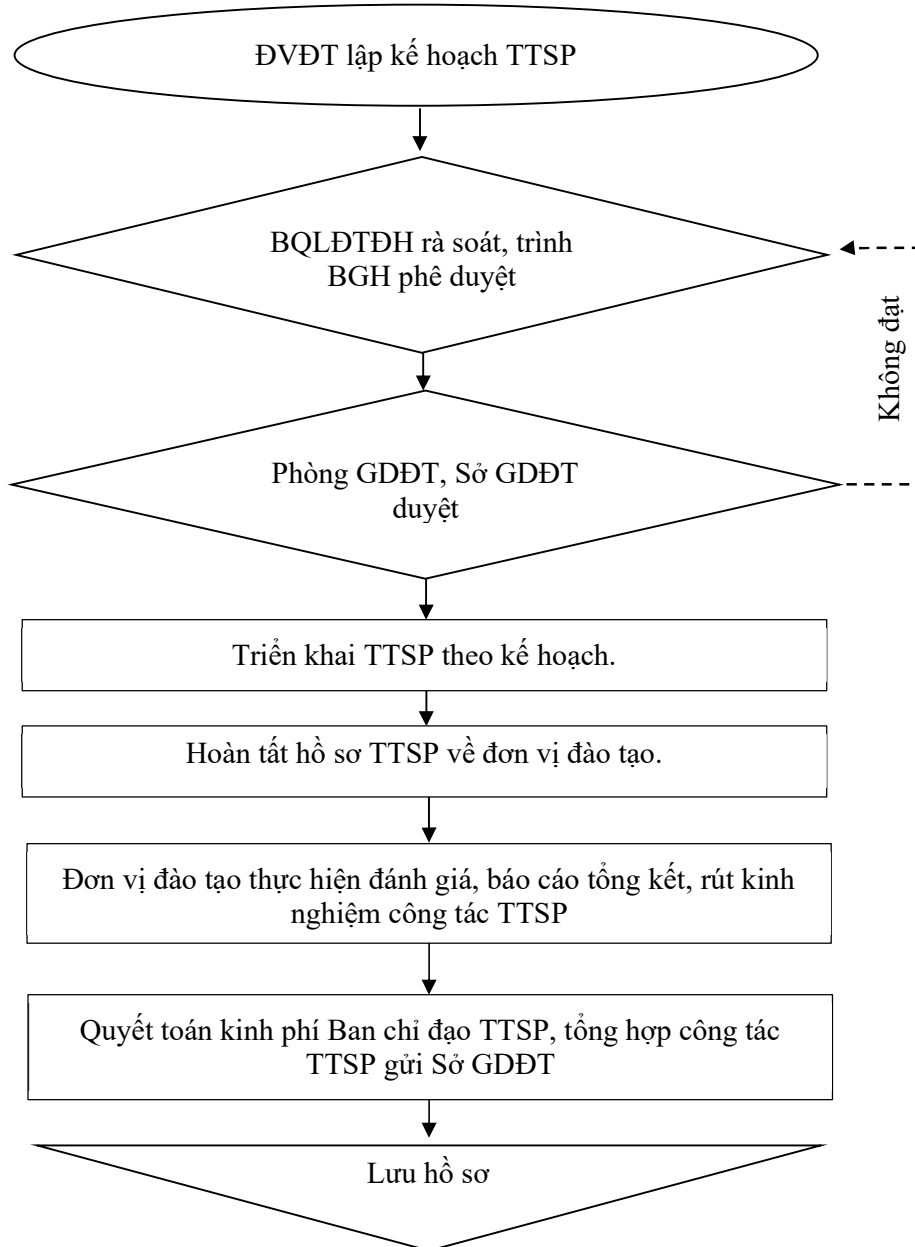 ĐVĐT lập kế hoạch TTSP
BQLĐTĐH rà soát, trình
BGH phê duyệt
Không đạt
Phòng GDĐT, Sở GDĐT
duyệt
Triển khai TTSP theo kế hoạch.
Hoàn tất hồ sơ TTSP về đơn vị đào tạo.
Đơn vị đào tạo thực hiện đánh giá, báo cáo tổng kết, rút kinh
nghiệm công tác TTSP
Quyết toán kinh phí Ban chỉ đạo TTSP, tổng hợp công tác
TTSP gửi Sở GDĐT
Lưu hồ sơ